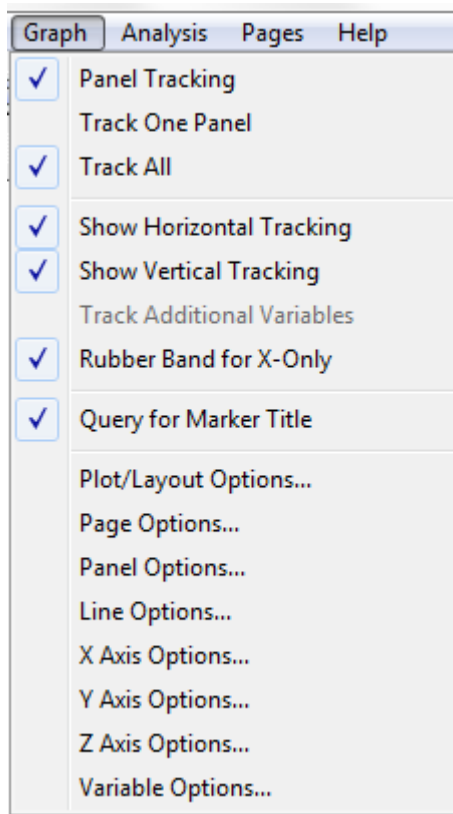 Graph Analysis Pages Help
Panel Tracking
Track One Panel
Track All
Show Horizontal Tracking
Show Vertical Tracking
Track Additional Variables
Rubber Band for X-Only
Query for Marker Title
Plot/Layout Options...
Page Options...
Panel Options...
Line Options...
X Axis Options...
Y Axis Options...
Z Axis Options...
Variable Options...